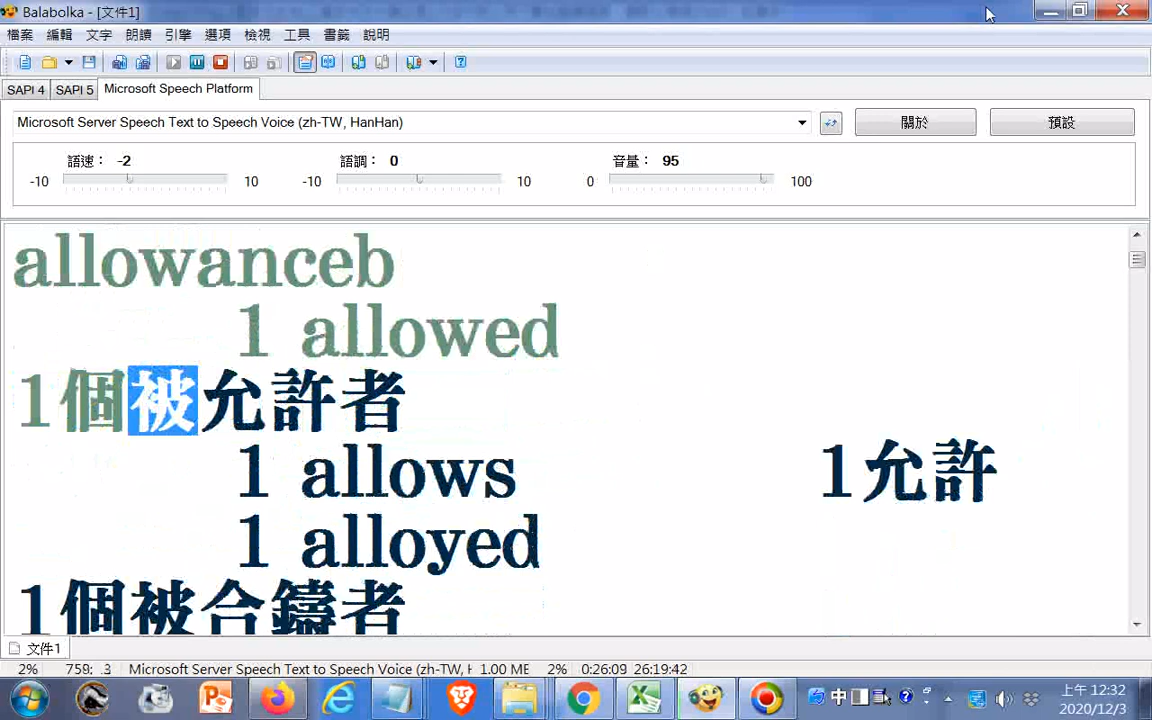 Balabolka - [文件1]
檔案 編輯 文字 朗讀 引擎 選項 檢視 工具 書籤 說明
SAPI 4 SAPI 5 Microsoft Speech Platform
Microsoft Server Speech Text to Speech Voice (zh-TW, HanHan) 關於 預設
語速： -2 語調： 0 音量： 95
-10 10 -10 10 0 100
allowanceb
1 allowed
1個被允許者
1 allows 1允許
1 alloyed
1個被合鑄者
文件1
2% 759: .3 Microsoft Server Speech Text to Speech Voice (zh-TW, H 1.00 ME 2% 0:26:09 26:19:42
中 上午 12:32
2020/12/3